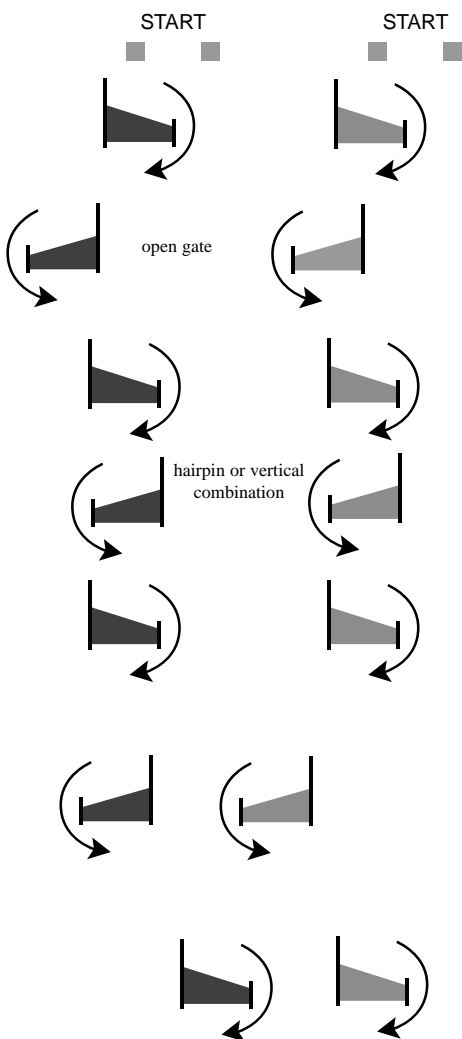 START
START
open gate
hairpin or vertical
combination